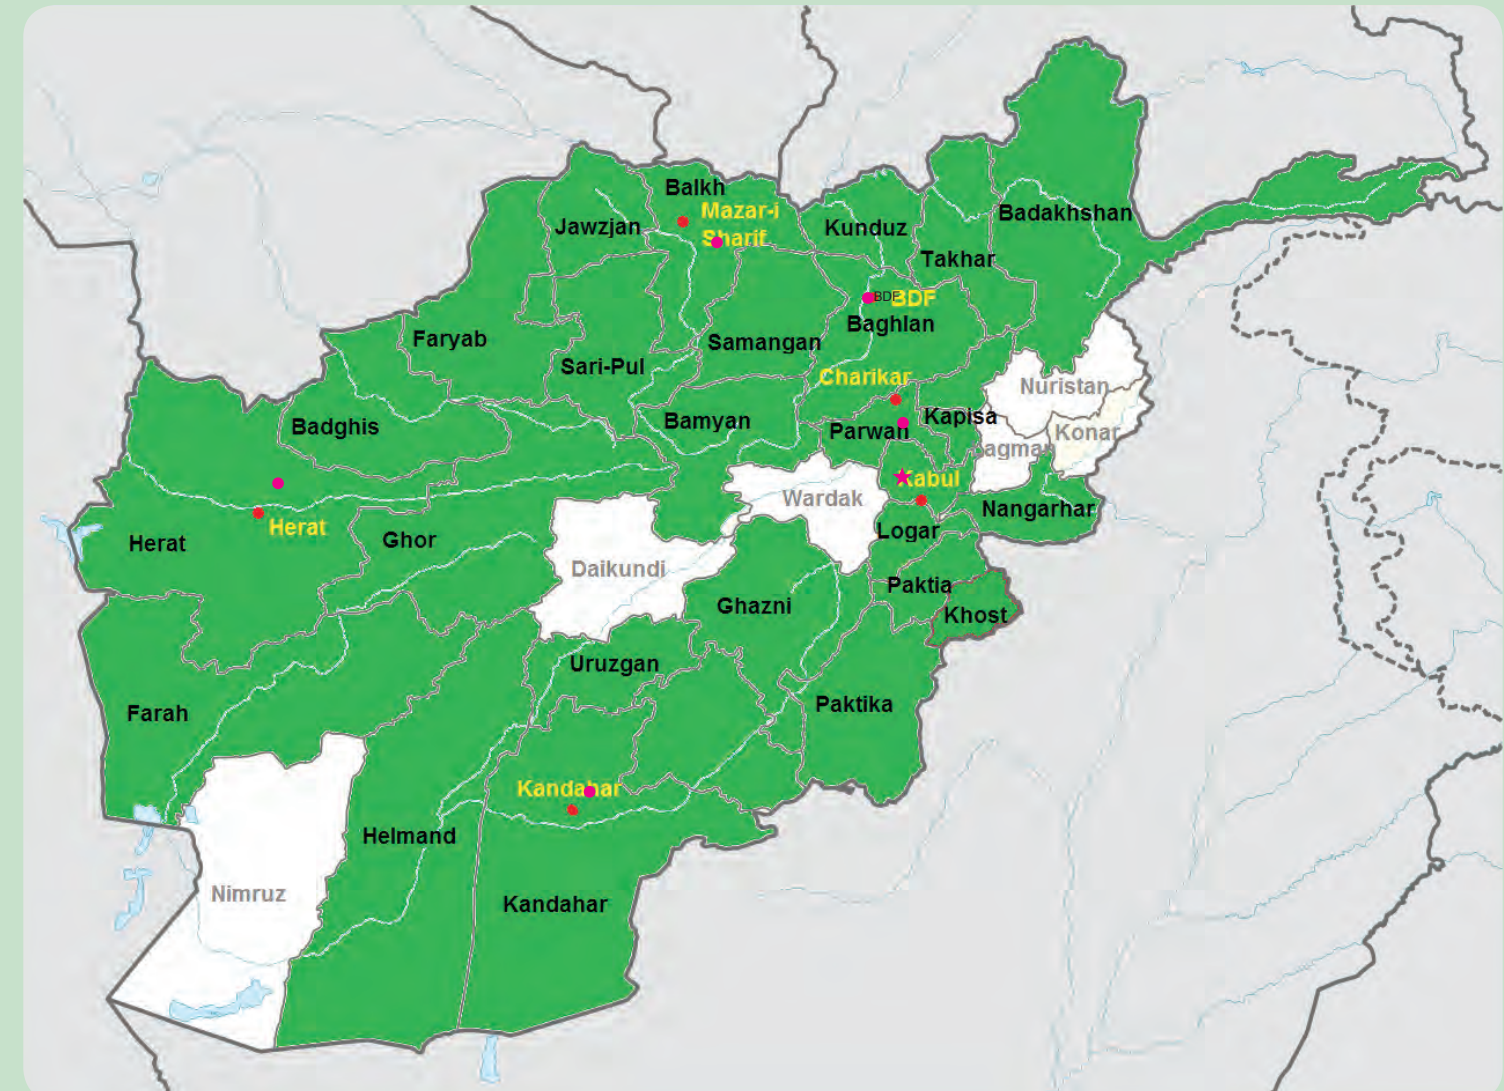 Balkh
Mazar-i
Sharif
Jawzjan
Kunduz
Badakhshan
Takhar
BDF
BDF
Baghlan
Faryab
Samangan
Sari-Pul
Charikar
Nuristan
Badghis
Bamyan
Kapisa
Parwan
Konar
agman
Kabul
Wardak
Nangarhar
Herat
Herat
Ghor
Logar
Daikundi
Paktia
Ghazni
Khost
Uruzgan
Farah
Paktika
Kandahar
Helmand
Nimruz
Kandahar